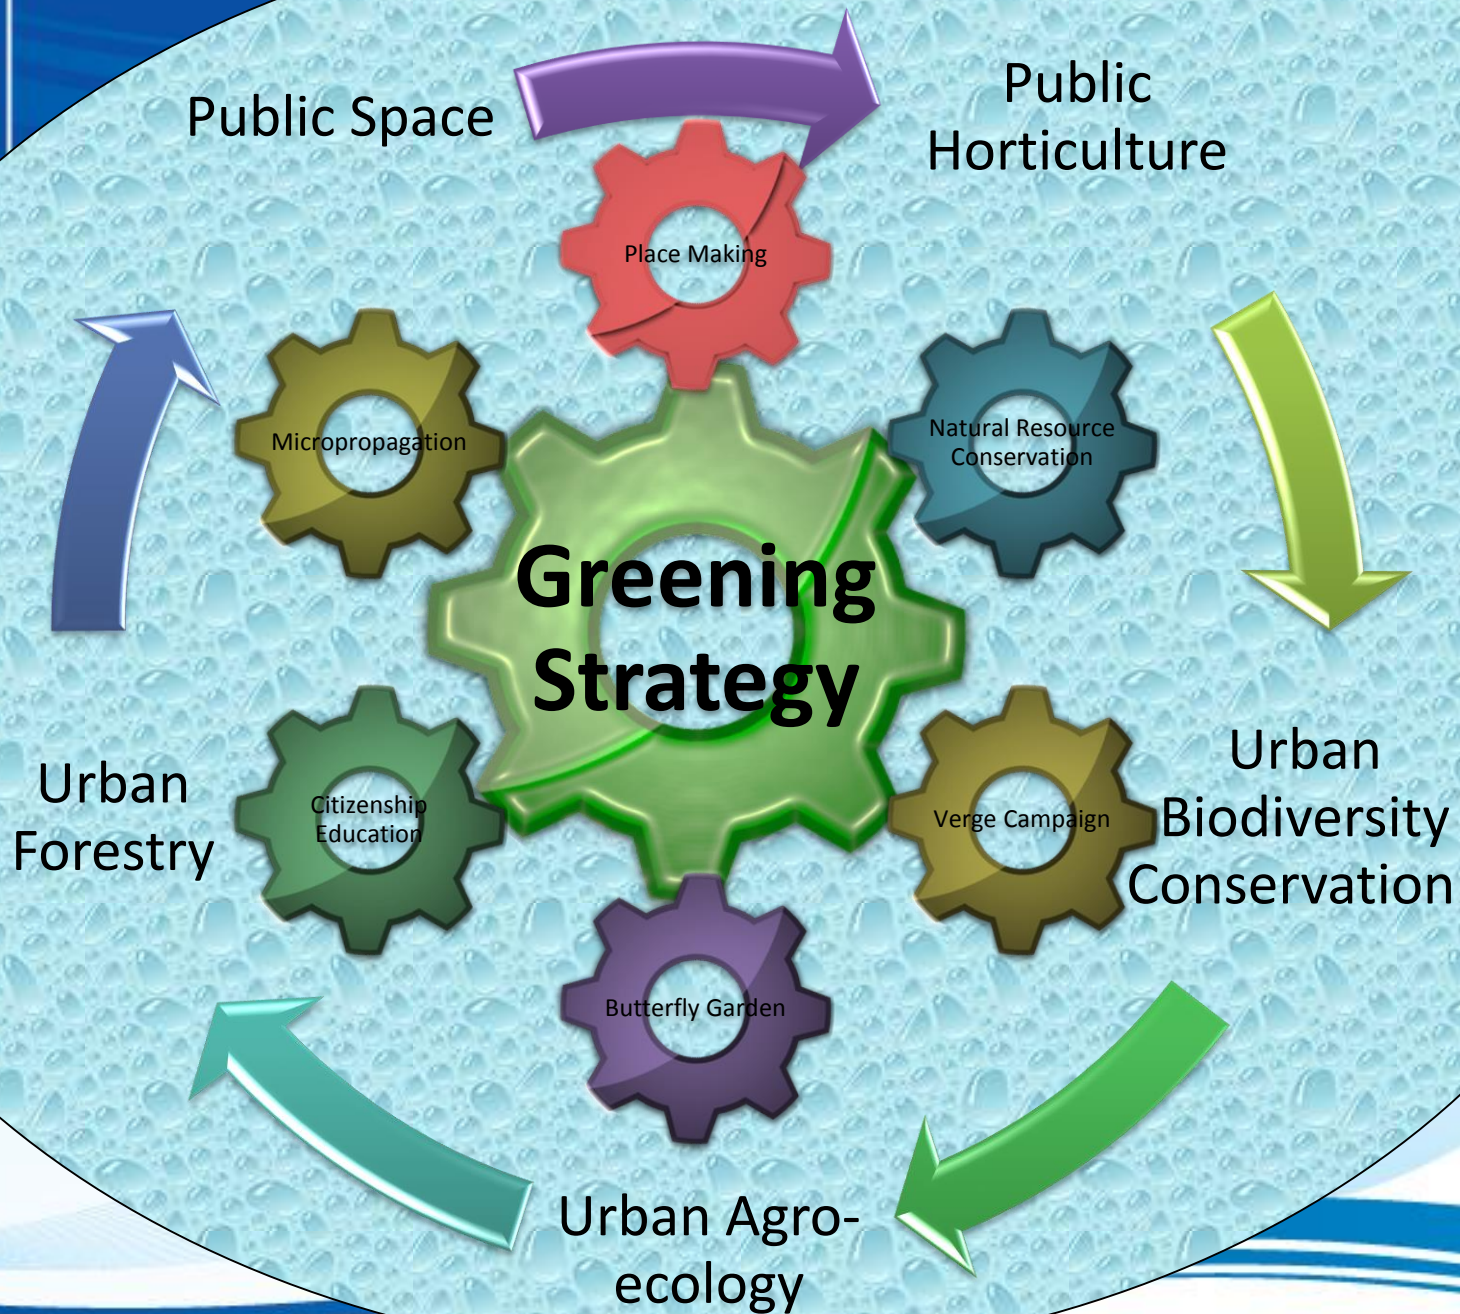 Public Space
Public
Horticulture
Place Making
Micropropagation
Natural Resource
Conservation
Greening
Strategy
Urban
Forestry
Citizenship
Education
Verge Campaign
Urban
Biodiversity
Conservation
Butterfly Garden
Urban Agro-
ecology